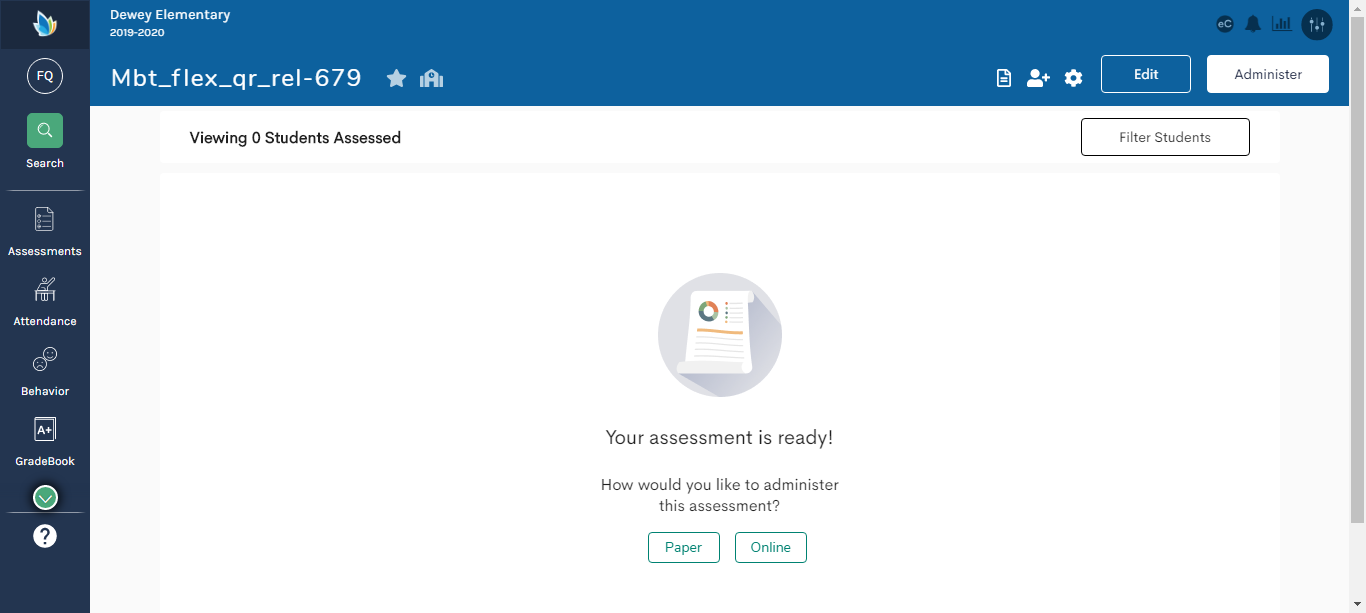 Dewey Elementary
2019-2020
eC
FQ
Mbt_flex_qr_rel-679
Edit
Administer
Search
Viewing 0 Students Assessed
Filter Students
Assessments
Attendance
Behavior
A+
GradeBook
?
Your assessment is ready!
How would you like to administer
this assessment?
Paper
Online